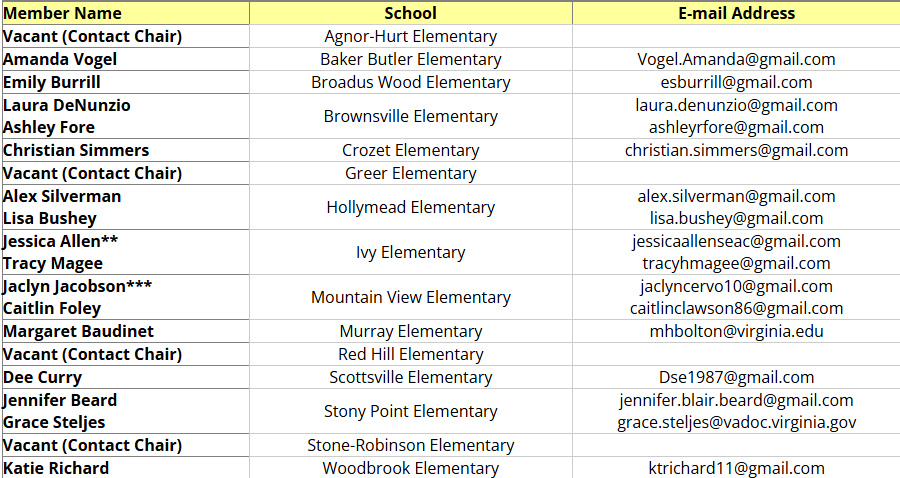 Member Name School E-mail Address
Vacant (Contact Chair) Agnor-Hurt Elementary
Amanda Vogel Baker Butler Elementary Vogel.Amanda@gmail.com
Emily Burrill Broadus Wood Elementary esburrill@gmail.com
Laura DeNunzio laura.denunzio@gmail.com
Brownsville Elementary
Ashley Fore ashleyrfore@gmail.com
Christian Simmers Crozet Elementary christian.simmers@gmail.com
Vacant (Contact Chair) Greer Elementary
Alex Silverman alex.silverman@gmail.com
Hollymead Elementary
Lisa Bushey lisa.bushey@gmail.com
Jessica Allen** jessicaallenseac@gmail.com
Ivy Elementary
Tracy Magee tracyhmagee@gmail.com
Jaclyn Jacobson*** jaclyncervo10@gmail.com
Mountain View Elementary
Caitlin Foley caitlinclawson86@gmail.com
Margaret Baudinet Murray Elementary mhbolton@virginia.edu
Vacant (Contact Chair) Red Hill Elementary
Dee Curry Scottsville Elementary Dse1987@gmail.com
Jennifer Beard jennifer.blair.beard@gmail.com
Stony Point Elementary
Grace Steljes grace.steljes@vadoc.virginia.gov
Vacant (Contact Chair) Stone-Robinson Elementary
Katie Richard Woodbrook Elementary ktrichard11@gmail.com